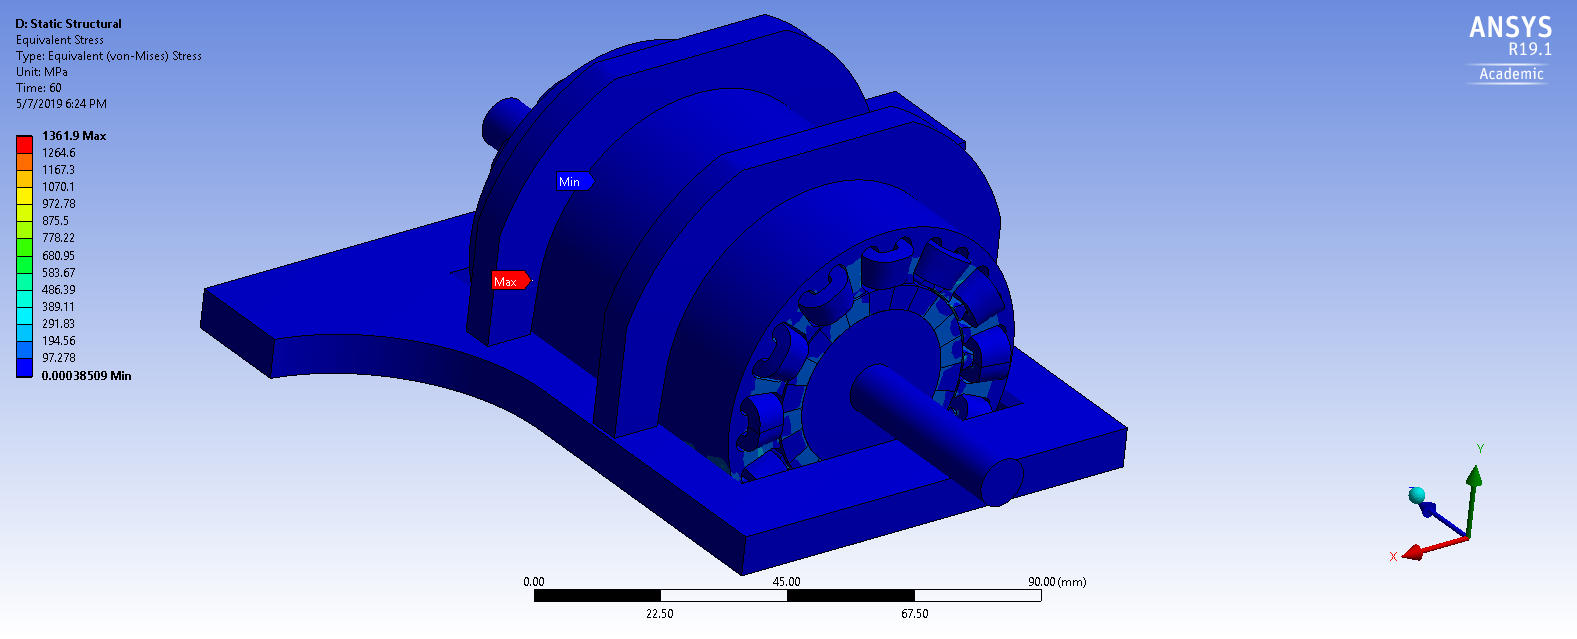 D: Static Structural
Equivalent Stress
Type: Equivalent (von-Mises) Stress
Unit: MPa
Time: 60
5/7/2019 6:24 PM
1361.9 Max
1264.6
1167.3
1070.1
972.78
875.5
778.22
680.95
583.67
486.39
389.11
291.83
194.56
97.278
0.00038509 Min
ANSYS
R19.1
Academic
Min
Max
0.00 45.00 90.00 (mm)
22.50 67.50
Y
X